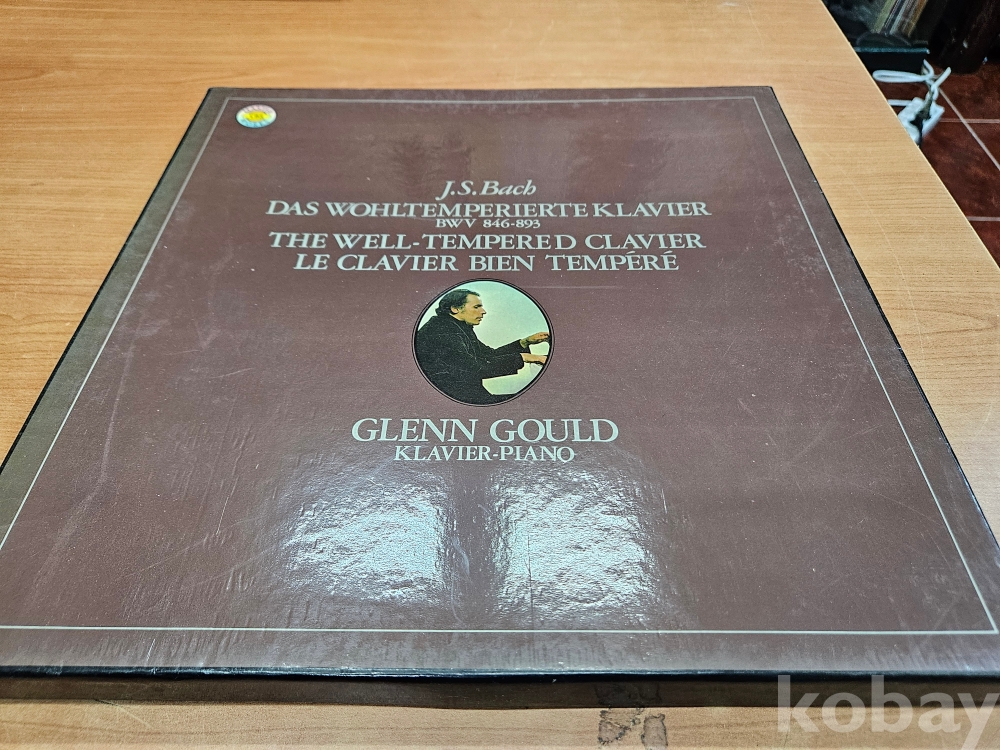 J.S. Bach
DAS WOHLTEMPERIERTE KLAVIER
BWV 846-893
THE WELL-TEMPERED CLAVIER
LE CLAVIER BIEN TEMPÉRÉ
GLENN GOULD
KLAVIER-PIANO
kobay